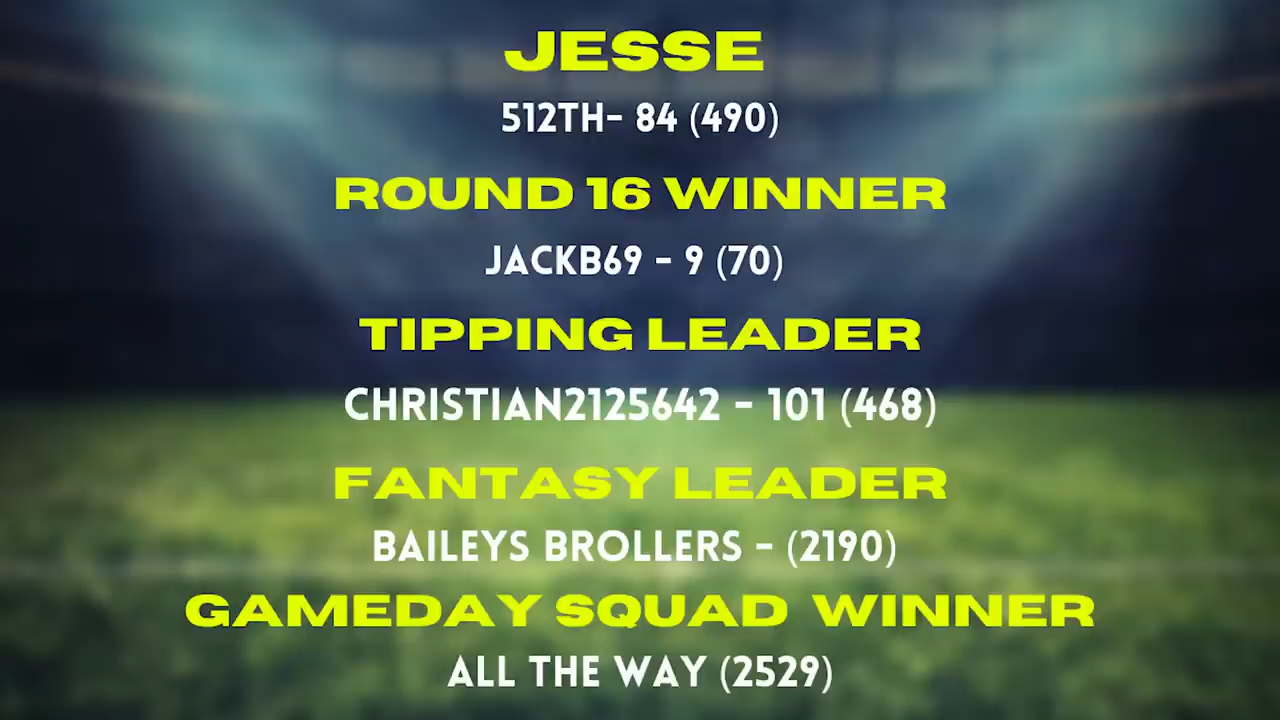 JESSE
512TH- 84 (490)
ROUND 16 WINNER
JACKB69 - 9 (70)
TIPPING LEADER
CHRISTIAN2125642 - 101 (468)
FANTASY LEADER
BAILEYS BROLLERS - (2190)
GAMEDAY SQUAD WINNER
ALL THE WAY (2529)